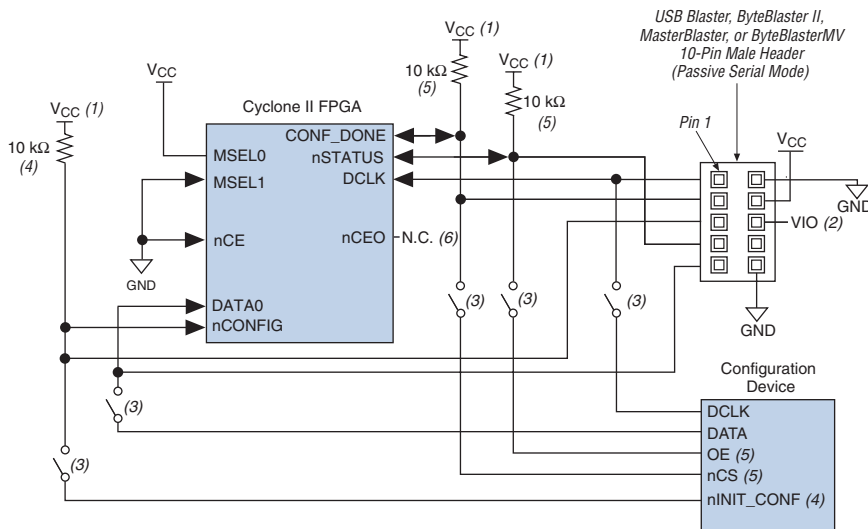 USB Blaster, ByteBlaster II,
MasterBlaster, or ByteBlasterMV
10-Pin Male Header
(Passive Serial Mode)
VCC (1)
VCC (1)
VCC
10 kΩ
(5)
10 kΩ
(5)
VCC (1)
10 kΩ
(4)
Cyclone II FPGA
MSEL0
MSEL1
nCE
DATA0
nCONFIG
CONF_DONE
nSTATUS
DCLK
nCEO
N.C. (6)
GND
Pin 1
VCC
GND
VIO (2)
GND
(3)
(3)
(3)
(3)
(3)
Configuration
Device
DCLK
DATA
OE (5)
nCS (5)
nINIT_CONF (4)